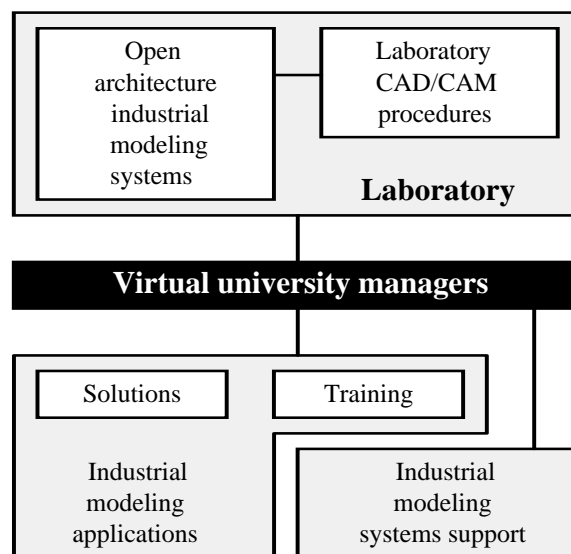 Open
architecture
industrial
modeling
systems
Laboratory
CAD/CAM
procedures
Laboratory
Virtual university managers
Solutions
Training
Industrial
modeling
applications
Industrial
modeling
systems support